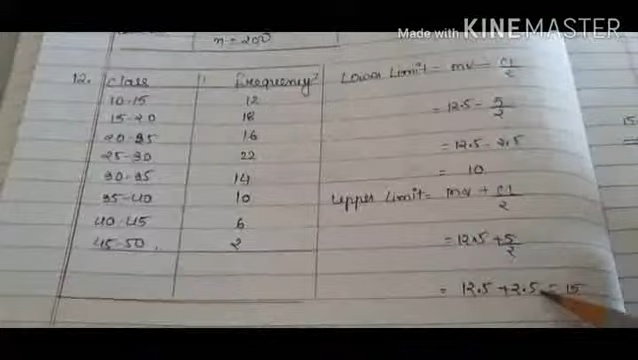 Made with KINEMASTER
n = 200
12. Class Frequency
10-15 12
15-20 18
20-25 16
25-30 22
30-35 14
35-40 10
40-45 6
45-50 2
Lower Limit = mv - CI/2
= 12.5 - 5/2
= 12.5 - 2.5
= 10
Upper Limit = mv + CI/2
= 12.5 + 5/2
= 12.5 + 2.5 = 15
15